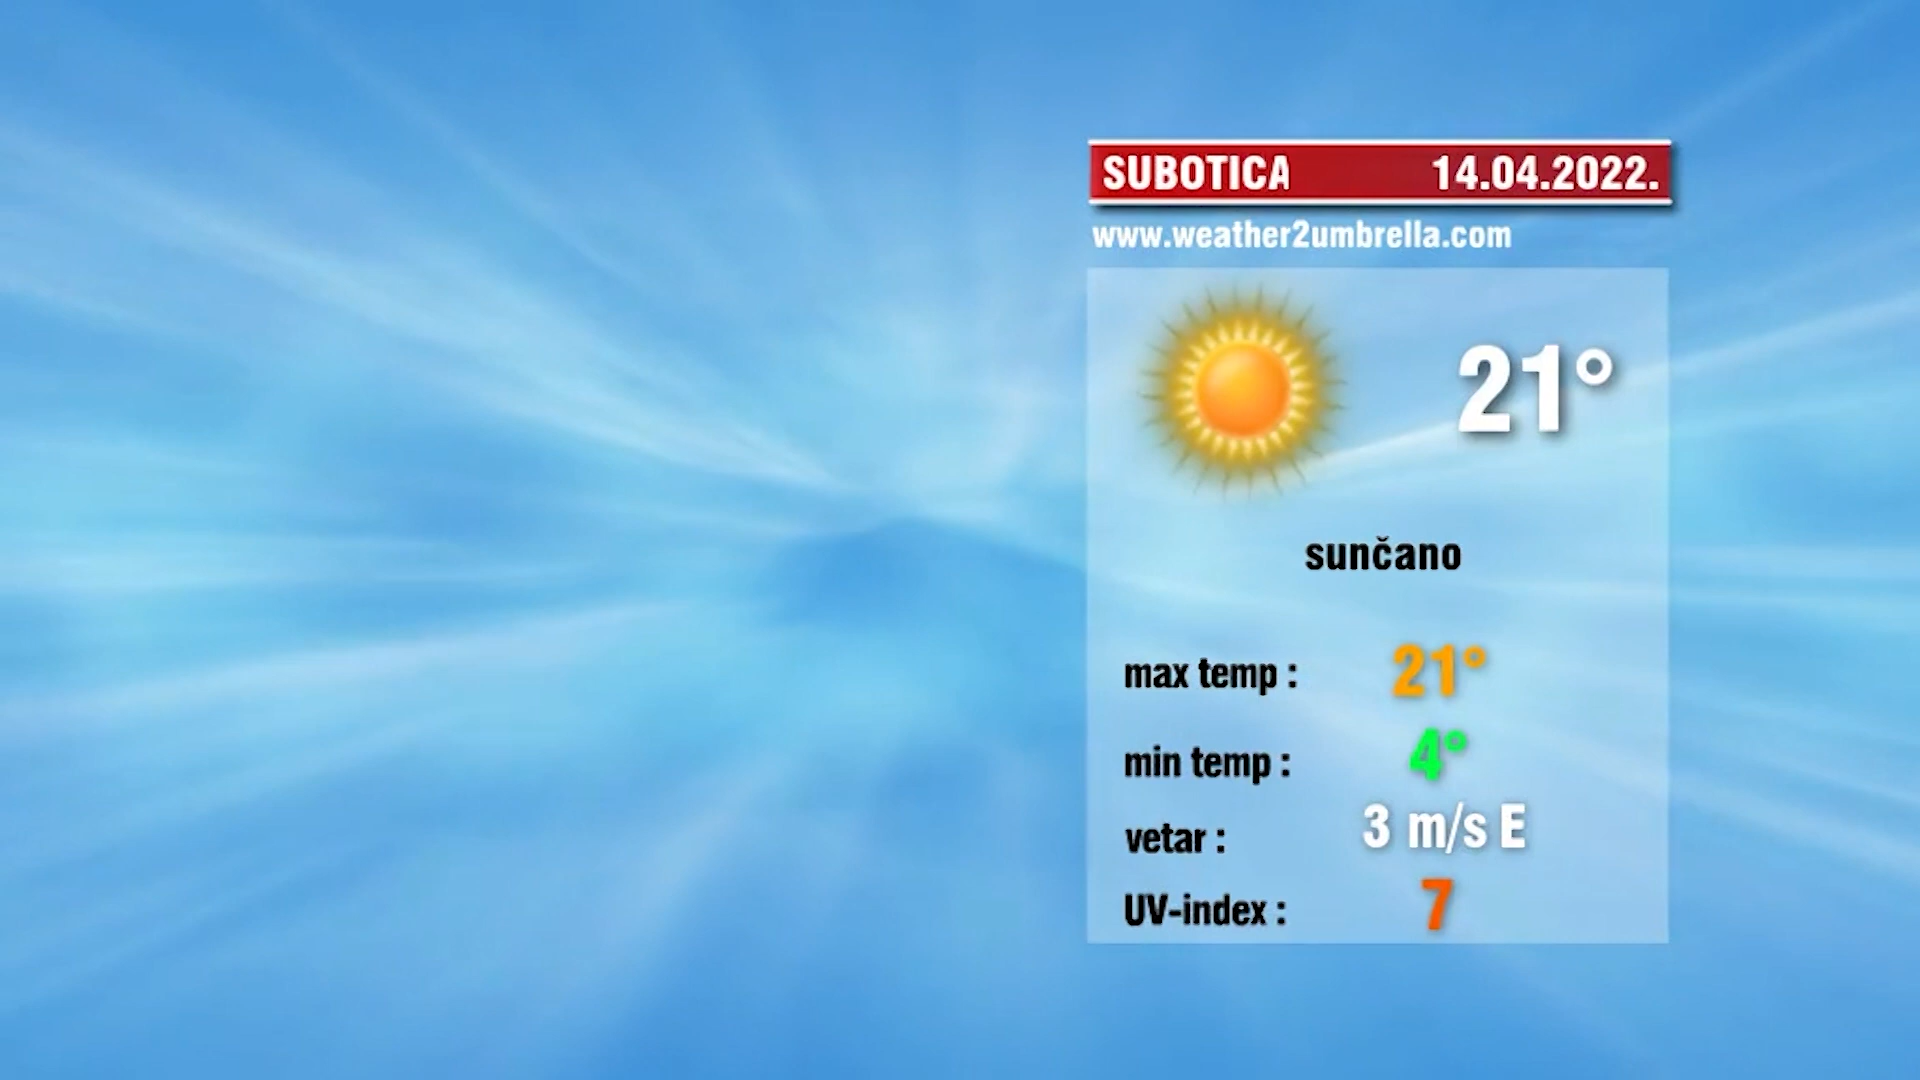 SUBOTICA 14.04.2022.
www.weather2umbrella.com
21°
sunčano
max temp : 21°
min temp : 4°
vetar : 3 m/s E
UV-index : 7